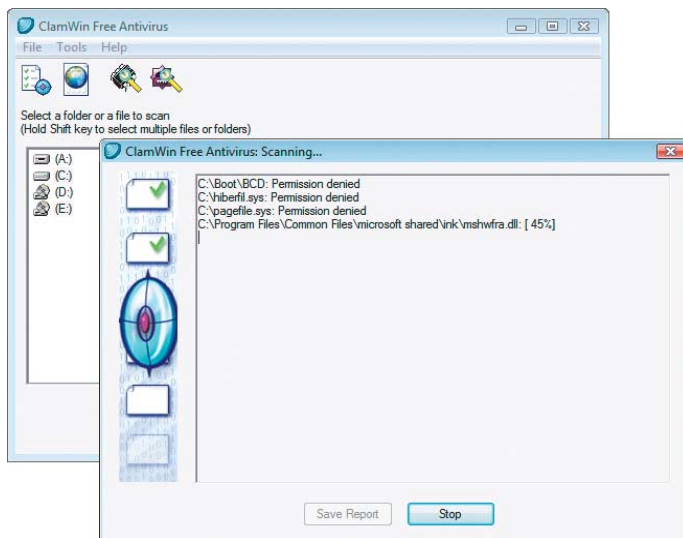 ClamWin Free Antivirus
File Tools Help
Select a folder or a file to scan
(Hold Shift key to select multiple files or folders)
(A:)
(C:)
(D:)
(E:)
ClamWin Free Antivirus: Scanning...
C:\Boot\BCD: Permission denied
C:\hiberfil.sys: Permission denied
C:\pagefile.sys: Permission denied
C:\Program Files\Common Files\microsoft shared\ink\mshwfra.dll: [ 45%]
Save Report Stop